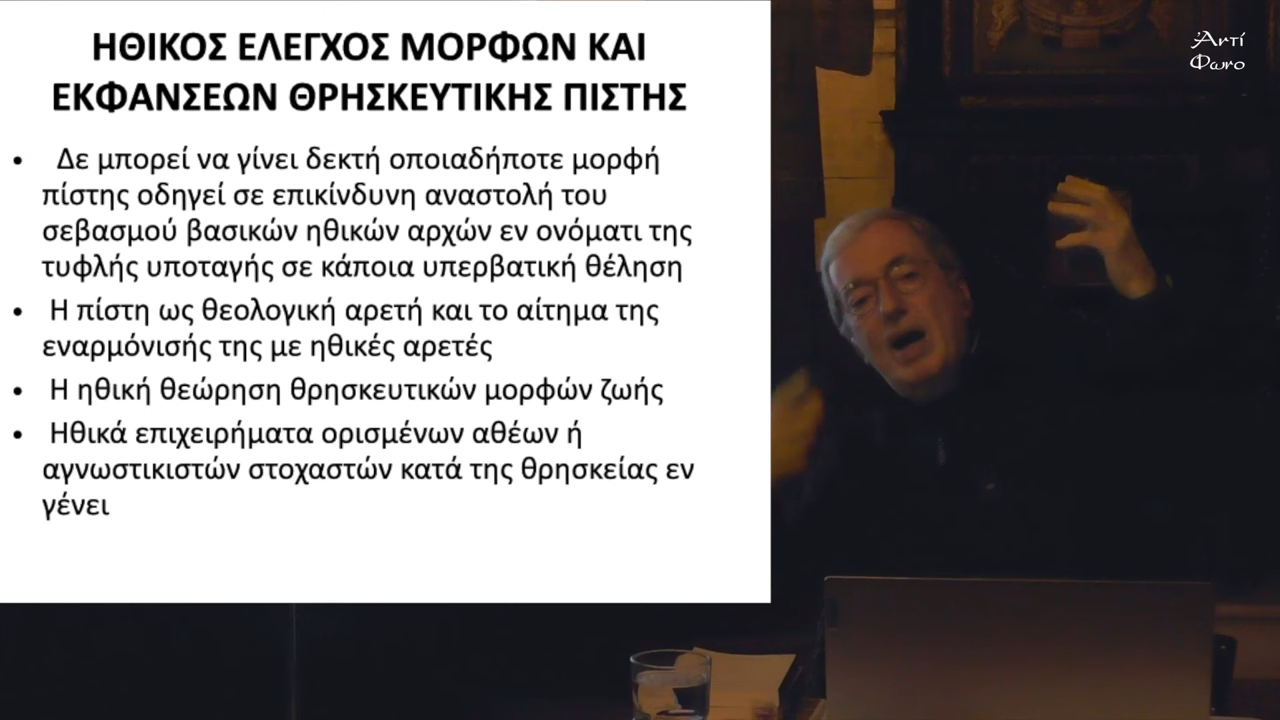 ΗΘΙΚΟΣ ΕΛΕΓΧΟΣ ΜΟΡΦΩΝ ΚΑΙ
ΕΚΦΑΝΣΕΩΝ ΘΡΗΣΚΕΥΤΙΚΗΣ ΠΙΣΤΗΣ
• Δε μπορεί να γίνει δεκτή οποιαδήποτε μορφή
πίστης οδηγεί σε επικίνδυνη αναστολή του
σεβασμού βασικών ηθικών αρχών εν ονόματι της
τυφλής υποταγής σε κάποια υπερβατική θέληση
• Η πίστη ως θεολογική αρετή και το αίτημα της
εναρμόνισής της με ηθικές αρετές
• Η ηθική θεώρηση θρησκευτικών μορφών ζωής
• Ηθικά επιχειρήματα ορισμένων αθέων ή
αγνωστικιστών στοχαστών κατά της θρησκείας εν
γένει
Ἀντί
Φωνο